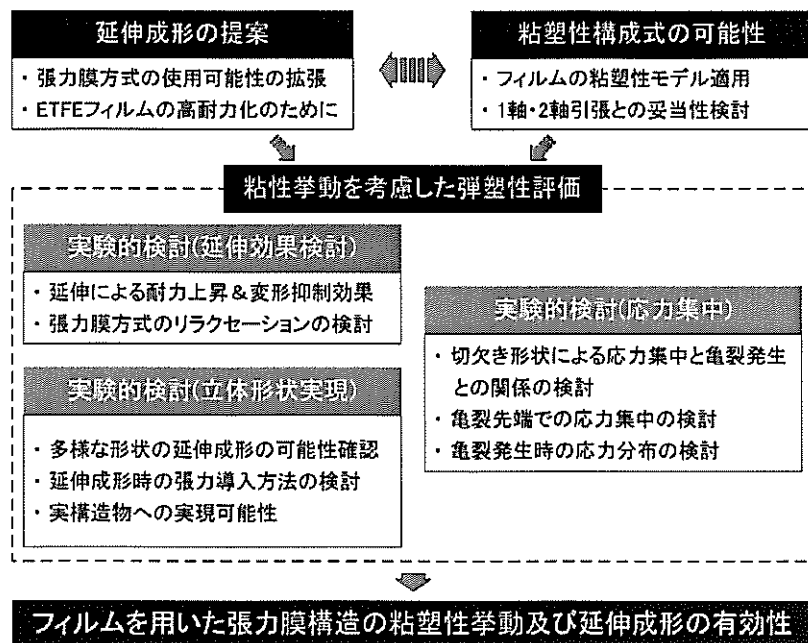 延伸成形の提案
・張力膜方式の使用可能性の拡張
・ETFEフィルムの高耐力化のために
粘塑性構成式の可能性
・フィルムの粘塑性モデル適用
・1軸・2軸引張との妥当性検討
粘性挙動を考慮した弾塑性評価
実験的検討(延伸効果検討)
・延伸による耐力上昇&変形抑制効果
・張力膜方式のリラクセーションの検討
実験的検討(立体形状実現)
・多様な形状の延伸成形の可能性確認
・延伸成形時の張力導入方法の検討
・実構造物への実現可能性
実験的検討(応力集中)
・切欠き形状による応力集中と亀裂発生
との関係の検討
・亀裂先端での応力集中の検討
・亀裂発生時の応力分布の検討
フィルムを用いた張力膜構造の粘塑性挙動及び延伸成形の有効性